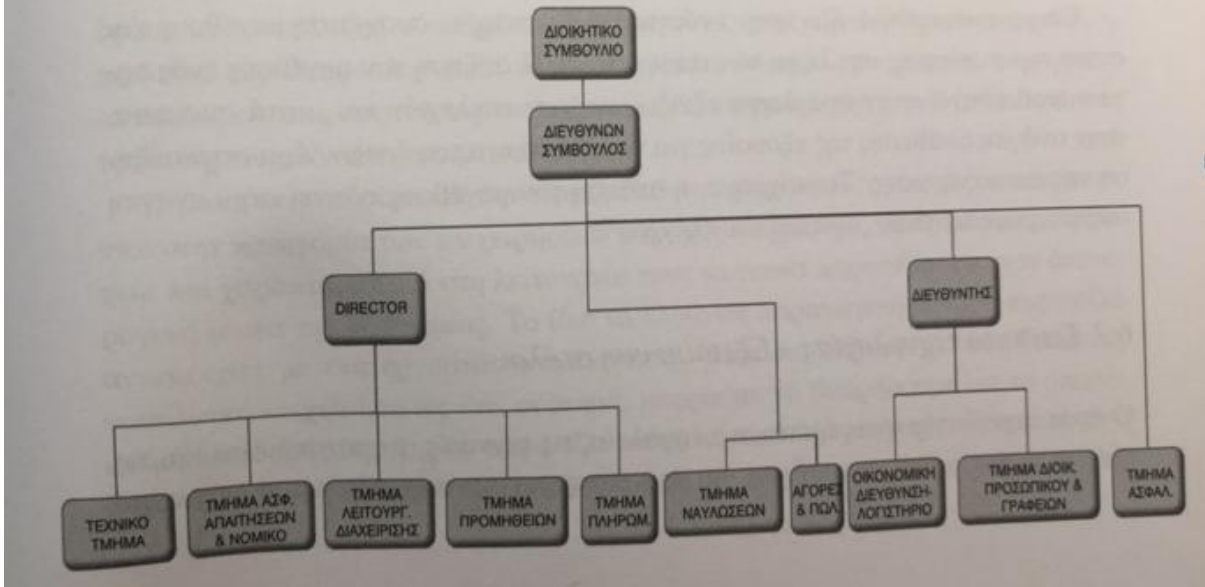 ΔΙΟΙΚΗΤΙΚΟ
ΣΥΜΒΟΥΛΙΟ
ΔΙΕΥΘΥΝΩΝ
ΣΥΜΒΟΥΛΟΣ
DIRECTOR
ΔΙΕΥΘΥΝΤΗΣ
ΤΕΧΝΙΚΟ
ΤΜΗΜΑ
ΤΜΗΜΑ ΑΣΦ.
ΑΠΑΙΤΗΣΕΩΝ
& ΝΟΜΙΚΟ
ΤΜΗΜΑ
ΛΕΙΤΟΥΡΓ.
ΔΙΑΧΕΙΡΙΣΗΣ
ΤΜΗΜΑ
ΠΡΟΜΗΘΕΙΩΝ
ΤΜΗΜΑ
ΠΛΗΡΩΜ.
ΤΜΗΜΑ
ΝΑΥΛΩΣΕΩΝ
ΑΓΟΡΕΣ
& ΠΩΛ.
ΟΙΚΟΝΟΜΙΚΗ
ΔΙΕΥΘΥΝΣΗ-
ΛΟΓΙΣΤΗΡΙΟ
ΤΜΗΜΑ ΔΙΟΙΚ.
ΠΡΟΣΩΠΙΚΟΥ &
ΓΡΑΦΕΙΩΝ
ΤΜΗΜΑ
ΑΣΦΑΛ.